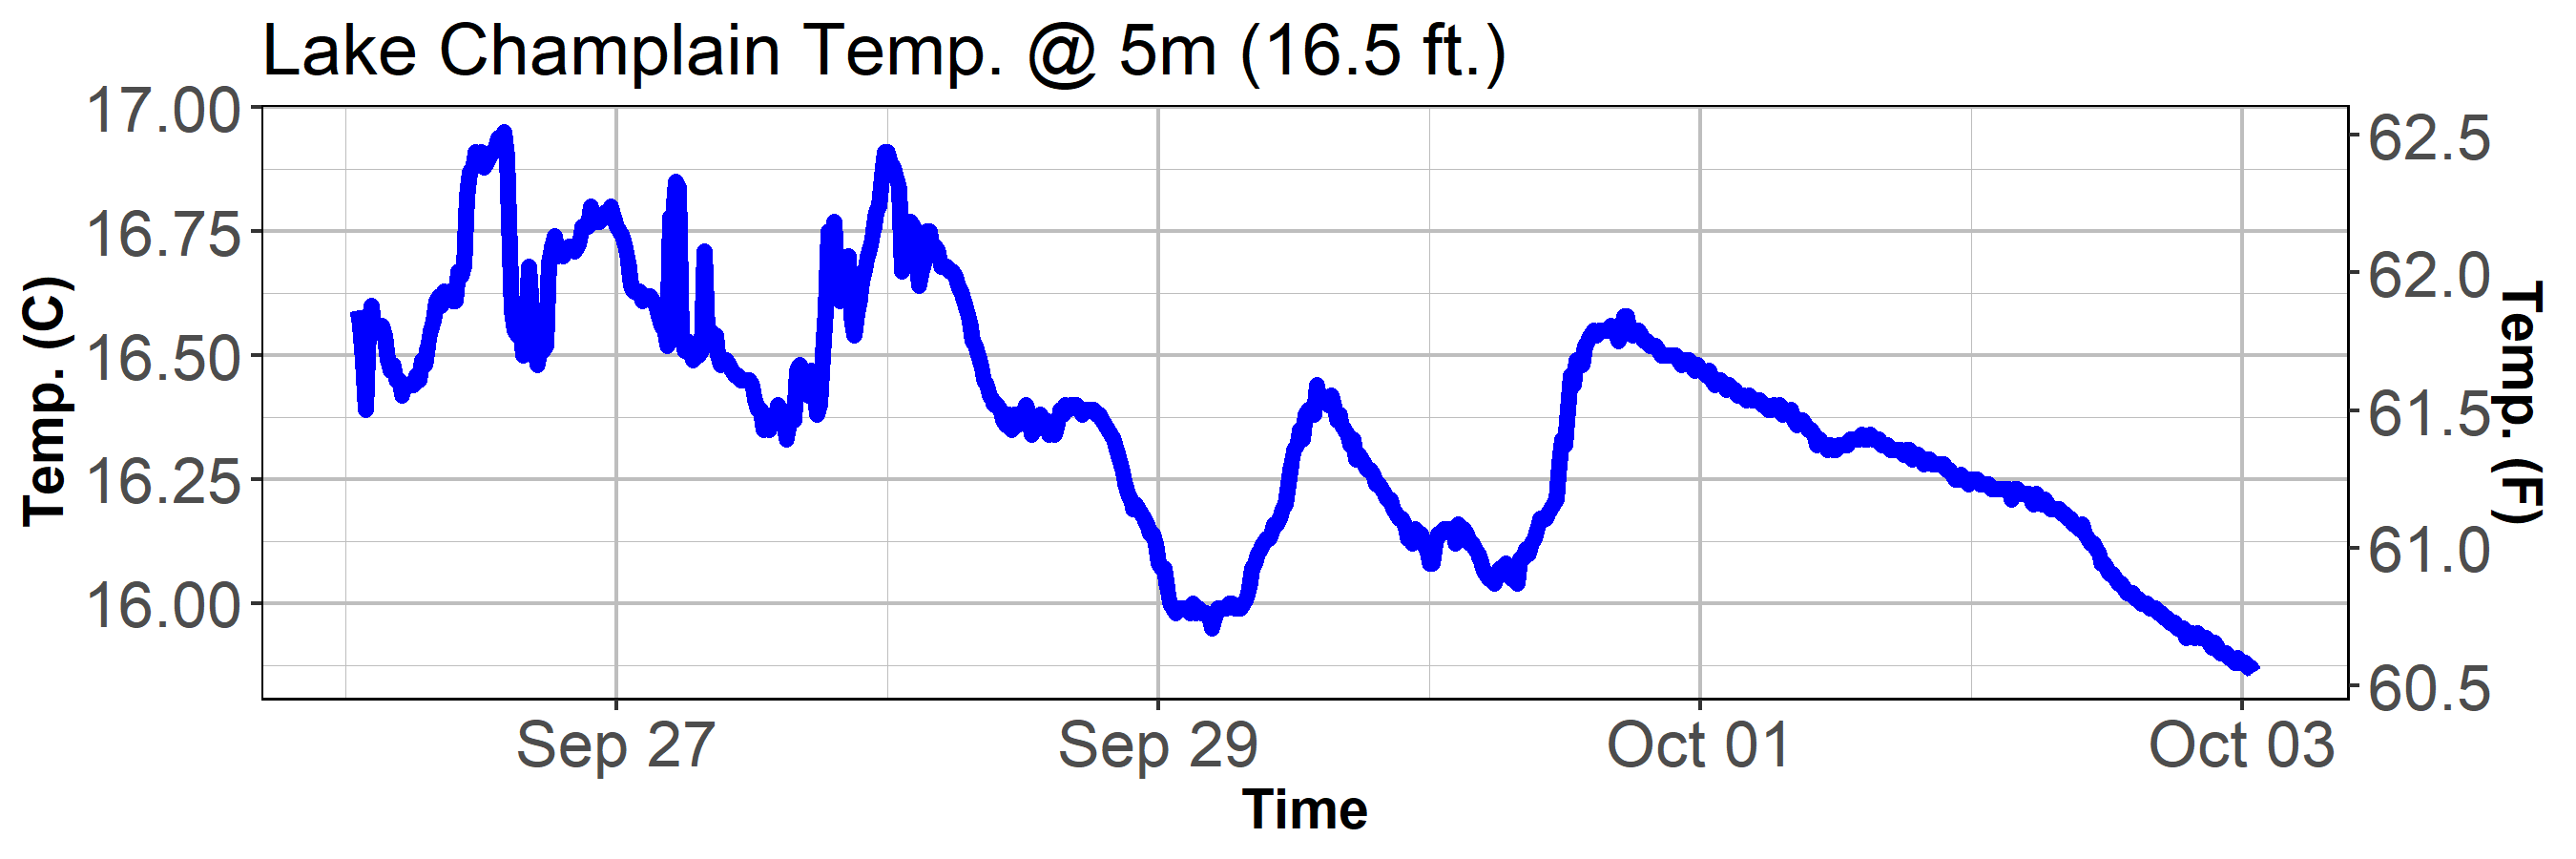 Lake Champlain Temp. @ 5m (16.5 ft.)
17.00
16.75
16.50
16.25
16.00
Temp. (C)
62.5
62.0
61.5
61.0
60.5
Temp. (F)
Sep 27 Sep 29 Oct 01 Oct 03
Time